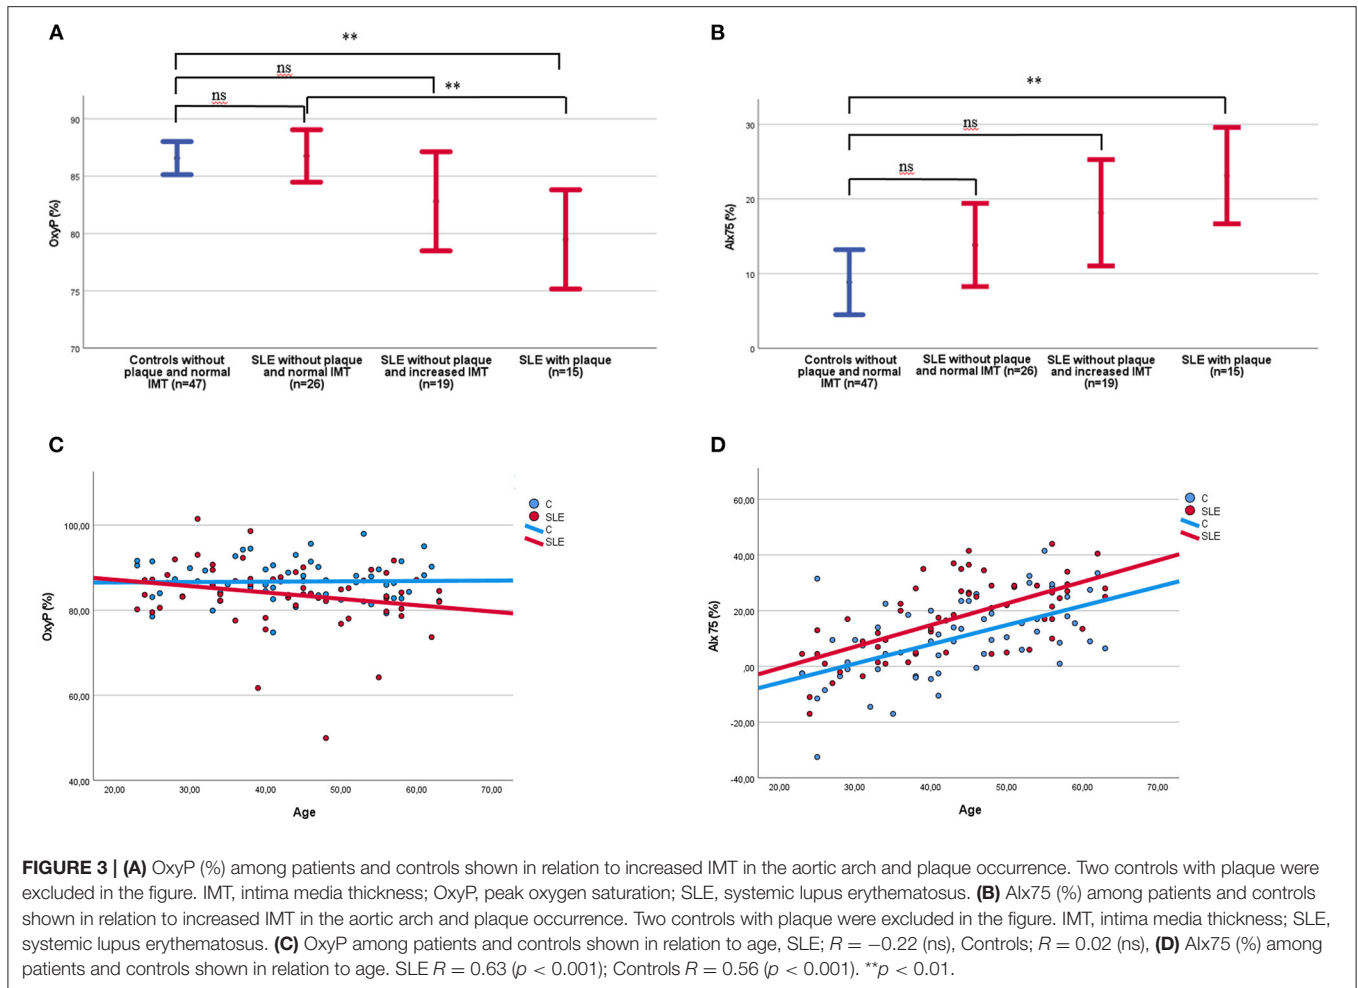 A
**
ns
ns
**
90
85
80
75
70
OxyP (%)
Controls without plaque and normal IMT (n=47)
SLE without plaque and normal IMT (n=26)
SLE without plaque and increased IMT (n=19)
SLE with plaque (n=15)
B
**
ns
ns
30
20
10
0
AIx75 (%)
Controls without plaque and normal IMT (n=47)
SLE without plaque and normal IMT (n=26)
SLE without plaque and increased IMT (n=19)
SLE with plaque (n=15)
C
100,00
80,00
60,00
40,00
OxyP (%)
20,00 30,00 40,00 50,00 60,00 70,00
Age
C
SLE
C
SLE
D
60,00
40,00
20,00
,00
-20,00
-40,00
AIx 75 (%)
20,00 30,00 40,00 50,00 60,00 70,00
Age
C
SLE
C
SLE
FIGURE 3 | (A) OxyP (%) among patients and controls shown in relation to increased IMT in the aortic arch and plaque occurrence. Two controls with plaque were
excluded in the figure. IMT, intima media thickness; OxyP, peak oxygen saturation; SLE, systemic lupus erythematosus. (B) AIx75 (%) among patients and controls
shown in relation to increased IMT in the aortic arch and plaque occurrence. Two controls with plaque were excluded in the figure. IMT, intima media thickness; SLE,
systemic lupus erythematosus. (C) OxyP among patients and controls shown in relation to age, SLE; R = −0.22 (ns), Controls; R = 0.02 (ns), (D) AIx75 (%) among
patients and controls shown in relation to age. SLE R = 0.63 (p < 0.001); Controls R = 0.56 (p < 0.001). **p < 0.01.